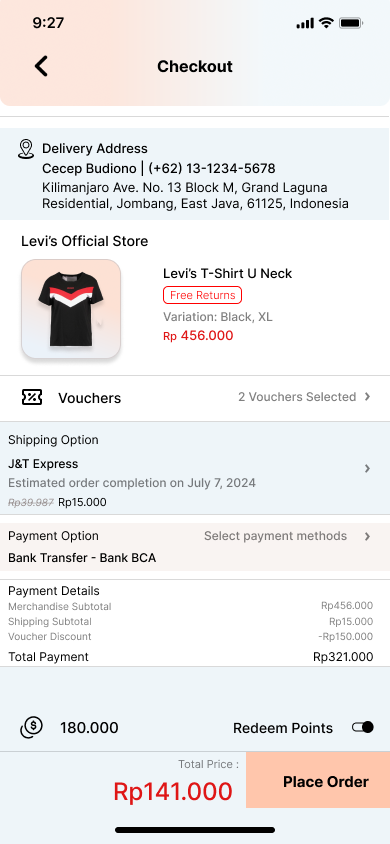 9:27
Checkout
Delivery Address
Cecep Budiono | (+62) 13-1234-5678
Kilimanjaro Ave. No. 13 Block M, Grand Laguna
Residential, Jombang, East Java, 61125, Indonesia
Levi's Official Store
Levi's T-Shirt U Neck
Free Returns
Variation: Black, XL
Rp 456.000
Vouchers
2 Vouchers Selected
Shipping Option
J&T Express
Estimated order completion on July 7, 2024
Rp39.987 Rp15.000
Payment Option
Select payment methods
Bank Transfer - Bank BCA
Payment Details
Merchandise Subtotal Rp456.000
Shipping Subtotal Rp15.000
Voucher Discount -Rp150.000
Total Payment Rp321.000
180.000
Redeem Points
Total Price :
Rp141.000
Place Order